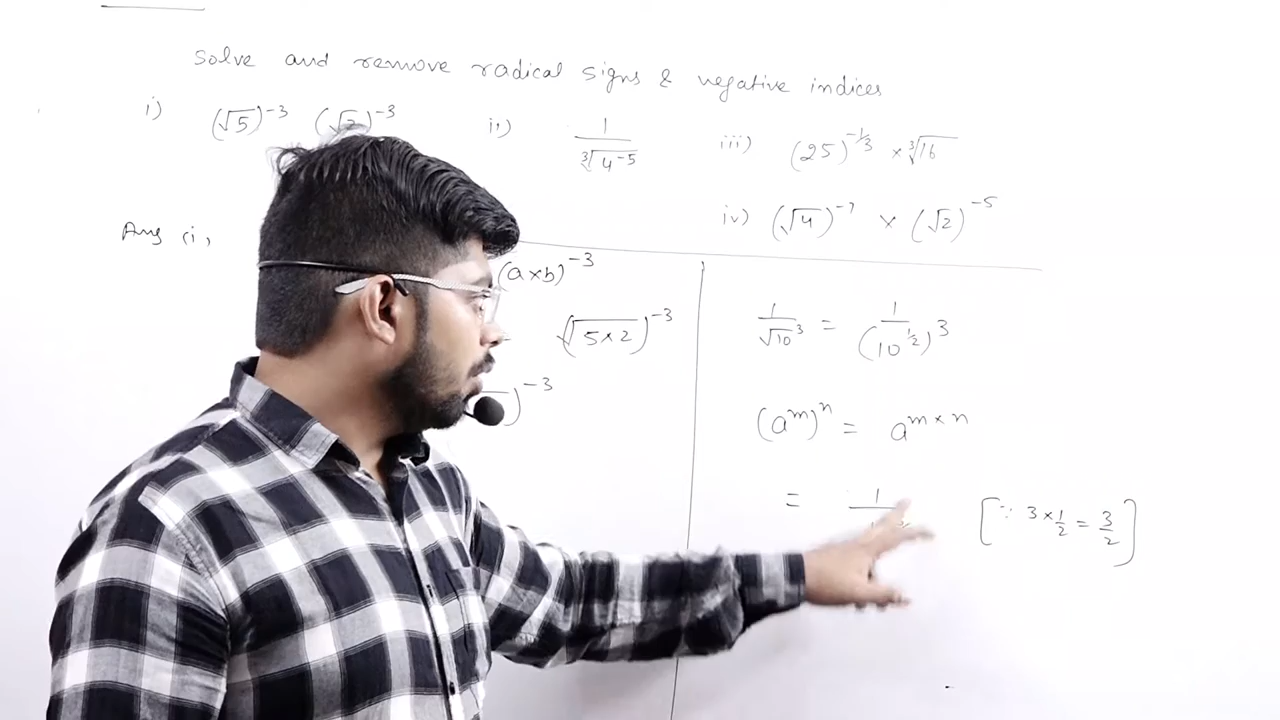 Solve and remove radical signs & negative indices
i) (√5)^-3 (√2)^-3
ii) 1/∛(4^-5)
iii) (25)^-1/3 × ∛16
iv) (√4)^-7 × (√2)^-5
Ans (i)
(a×b)^-3
(√(5×2))^-3
)^-3
1/√10^3 = 1/(10^1/2)^3
(a^m)^n = a^m×n
= 1
[∵ 3×1/2 = 3/2]